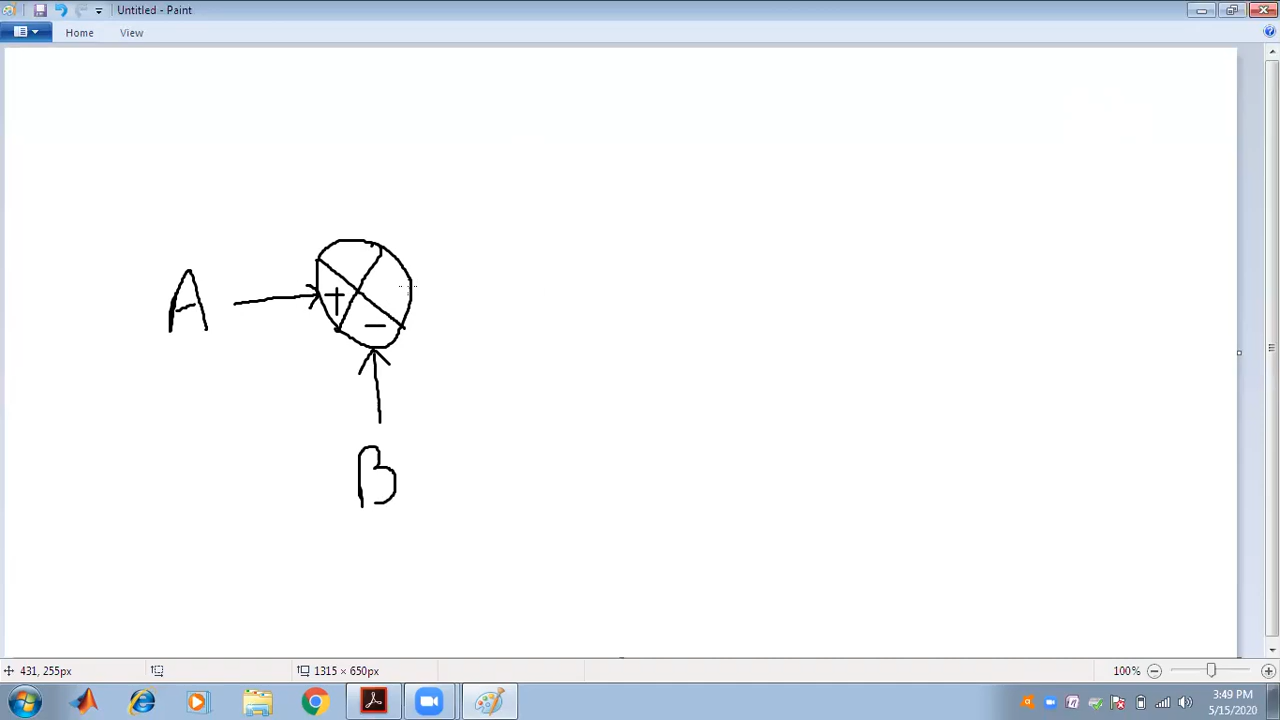 Untitled - Paint
Home View
A + -
B
431, 255px 1315 × 650px 100%
3:49 PM
5/15/2020